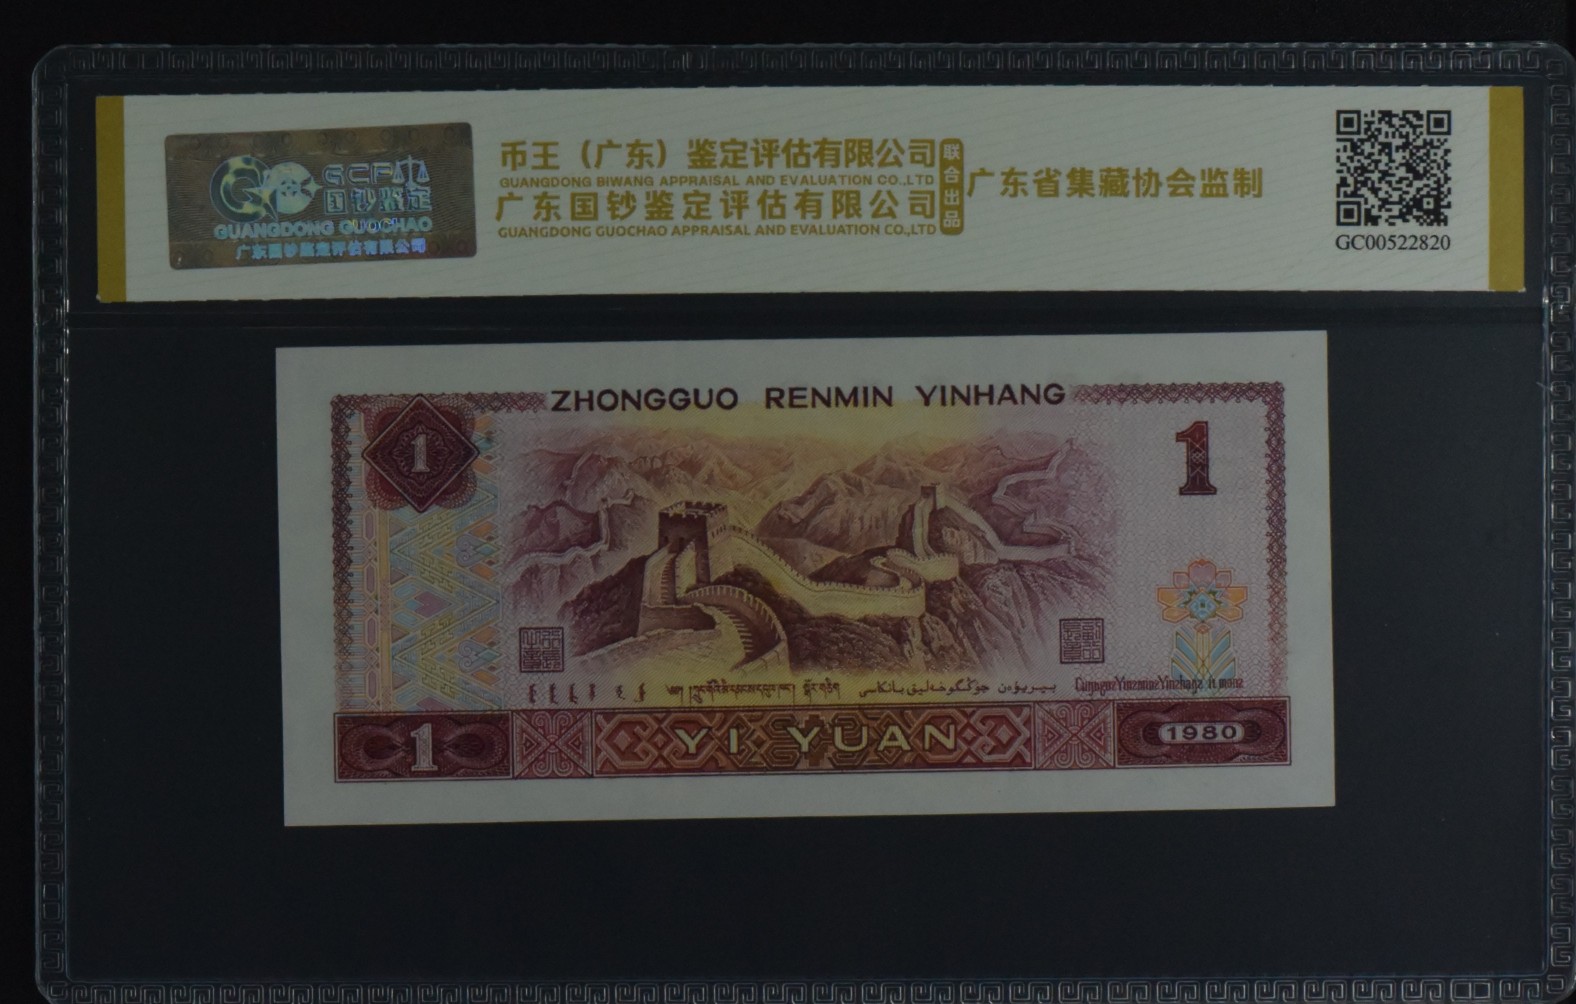 GCF
国钞鉴定
GUANGDONG GUOCHAO
广东国钞鉴定评估有限公司
币王（广东）鉴定评估有限公司
GUANGDONG BIWANG APPRAISAL AND EVALUATION CO.,LTD
广东国钞鉴定评估有限公司
GUANGDONG GUOCHAO APPRAISAL AND EVALUATION CO.,LTD
联合出品
广东省集藏协会监制
GC00522820
ZHONGGUO RENMIN YINHANG
1
1
1
YI YUAN
1980